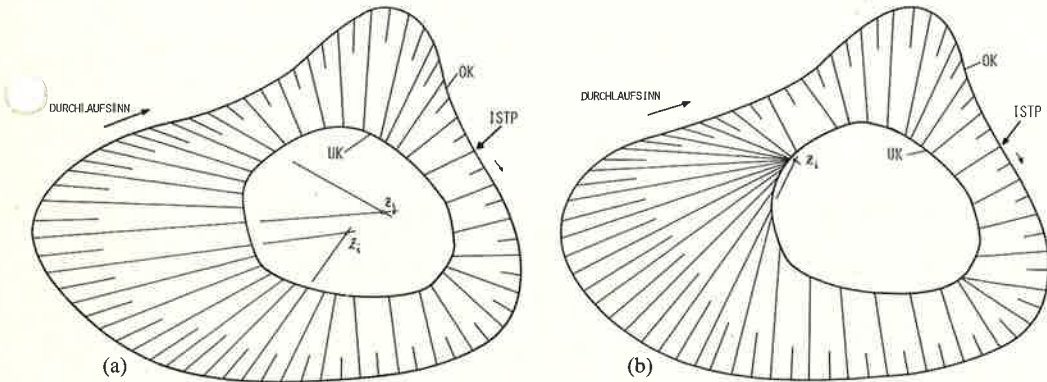 DURCHLAUFSINN
OK
ISTP
UK
z_i
z_i
(a)
DURCHLAUFSINN
OK
ISTP
UK
z_i
(b)